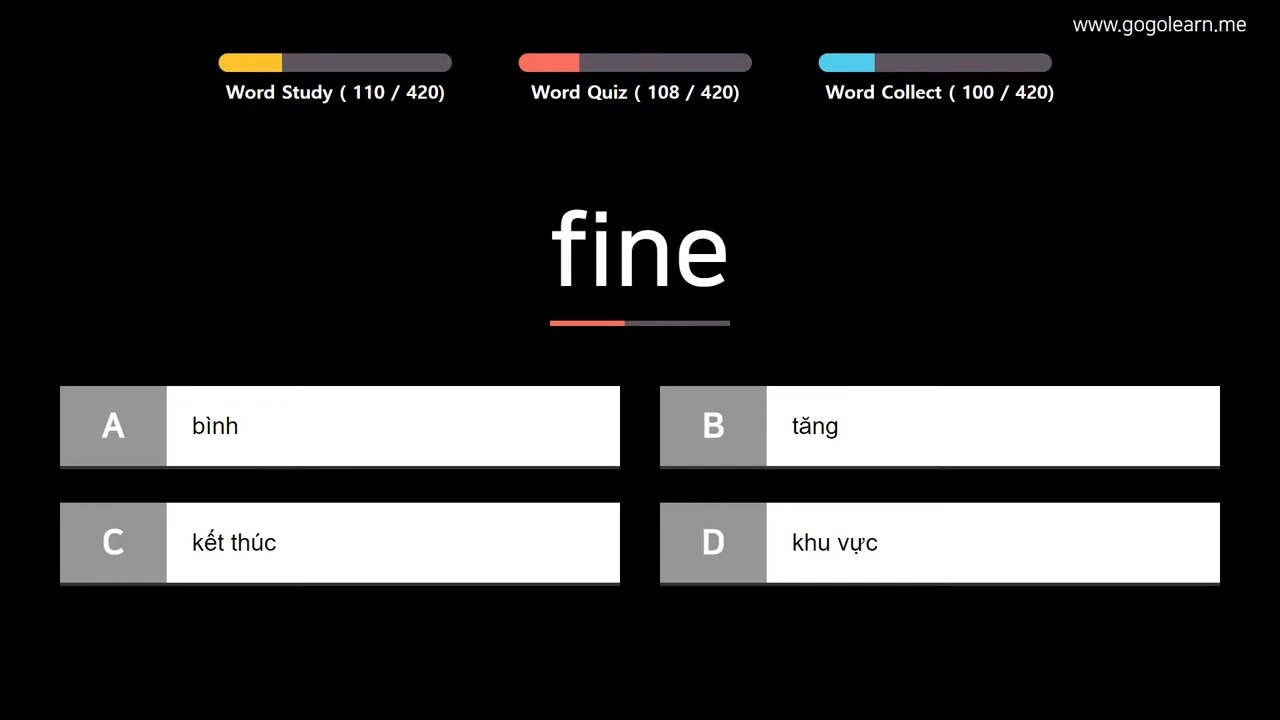 www.gogolearn.me
Word Study ( 110 / 420)
Word Quiz ( 108 / 420)
Word Collect ( 100 / 420)
fine
A bình
B tăng
C kết thúc
D khu vực